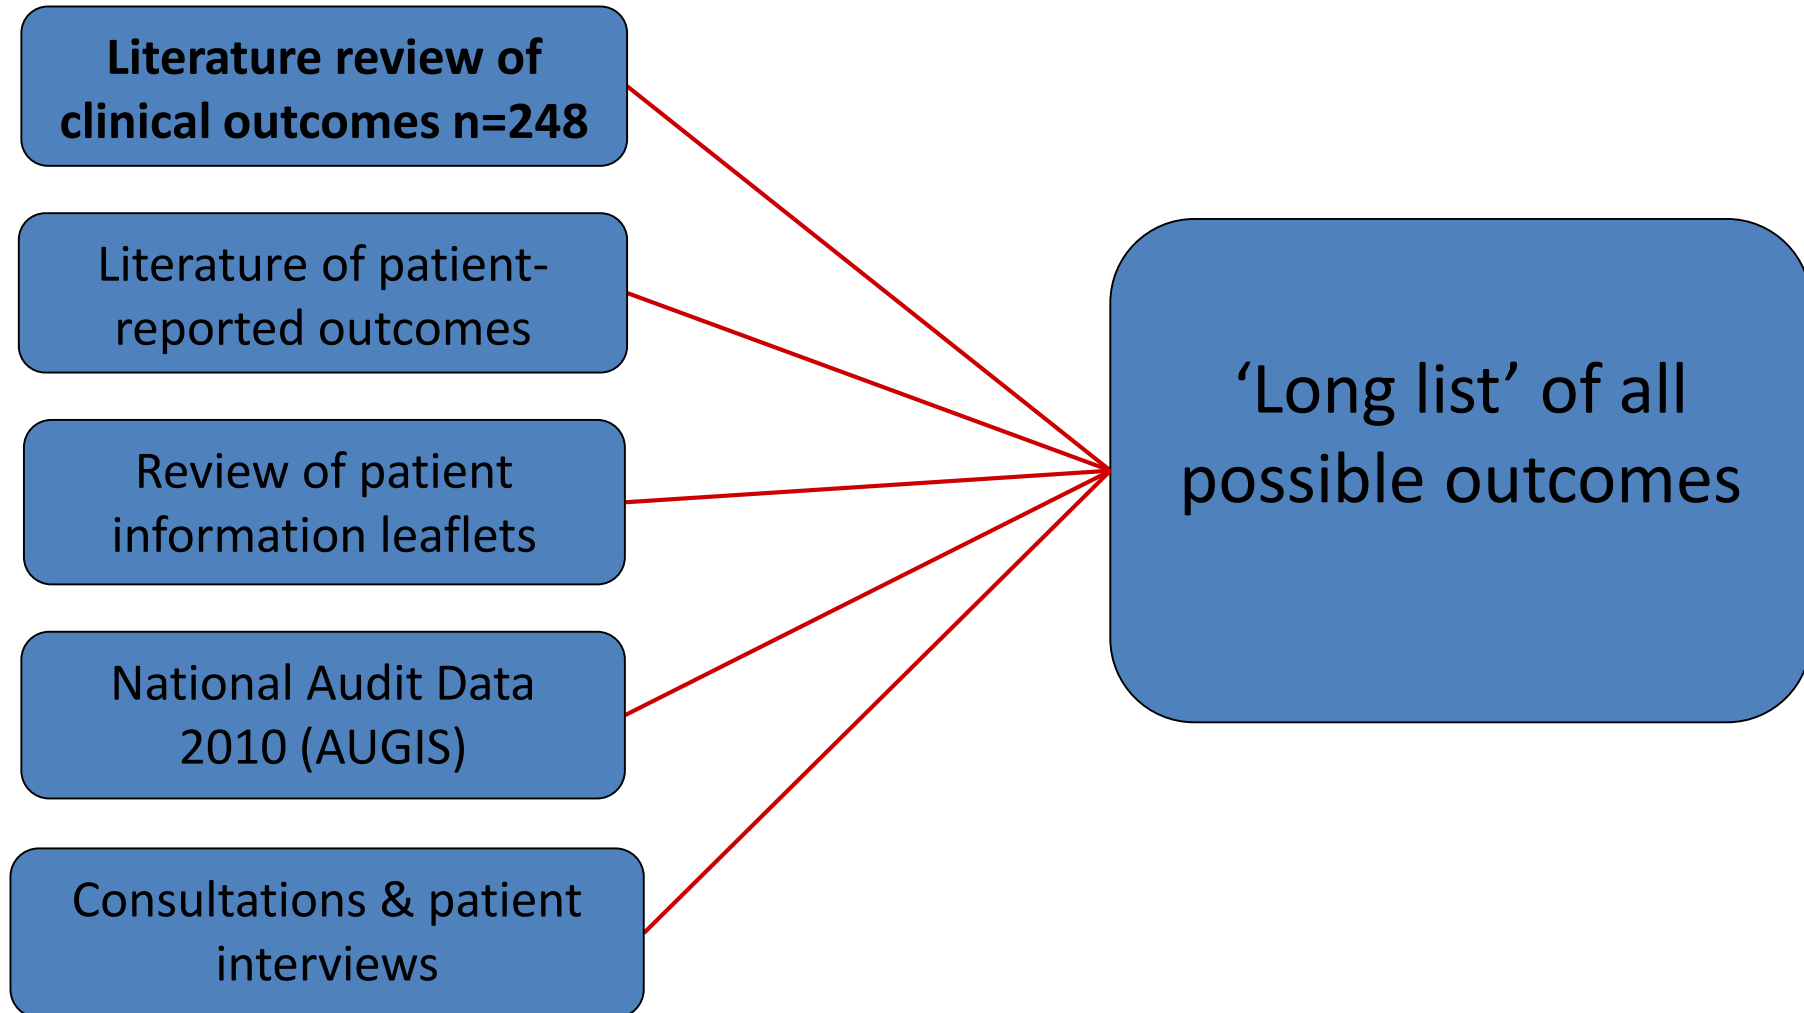 Literature review of
clinical outcomes n=248
Literature of patient-
reported outcomes
Review of patient
information leaflets
National Audit Data
2010 (AUGIS)
Consultations & patient
interviews
‘Long list’ of all
possible outcomes